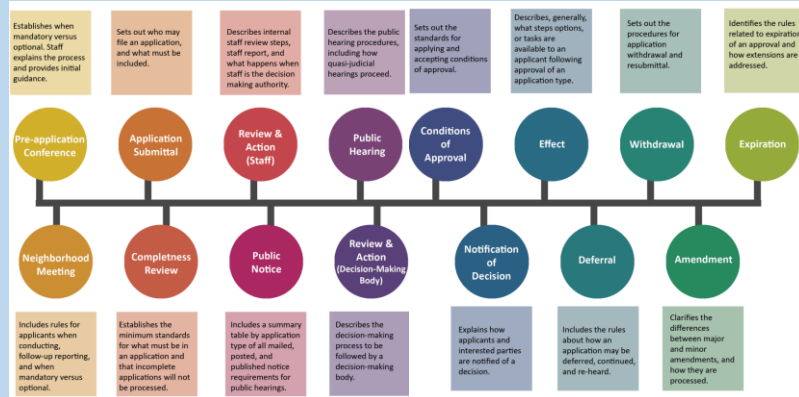 Establishes when
mandatory versus
optional. Staff
explains the process
and provides initial
guidance.
Sets out who may
file an application,
and what must be
included.
Describes internal
staff review steps,
staff report, and
what happens when
staff is the decision
making authority.
Describes the public
hearing procedures,
including how
quasi-judicial
hearings proceed.
Sets out the
standards for
applying and
accepting conditions
of approval.
Describes, generally,
what steps options,
or tasks are
available to an
applicant following
approval of an
application type.
Sets out the
procedures for
application
withdrawal and
resubmittal.
Identifies the rules
related to expiration
of an approval and
how extensions are
addressed.
Pre-application
Conference
Application
Submittal
Review &
Action
(Staff)
Public
Hearing
Conditions
of
Approval
Effect
Withdrawal
Expiration
Neighborhood
Meeting
Completness
Review
Public
Notice
Review &
Action
(Decision-Making
Body)
Notification
of
Decision
Deferral
Amendment
Includes rules for
applicants when
conducting,
follow-up reporting,
and when
mandatory versus
optional.
Establishes the
minimum standards
for what must be in
an application and
that incomplete
applications will not
be processed.
Includes a summary
table by application
type of all mailed,
posted, and
published notice
requirements for
public hearings.
Describes the
decision-making
process to be
followed by a
decision-making
body.
Explains how
applicants and
interested parties
are notified of a
decision.
Includes the rules
about how an
application may be
deferred, continued,
and re-heard.
Clarifies the
differences
between major
and minor
amendments, and
how they are
processed.